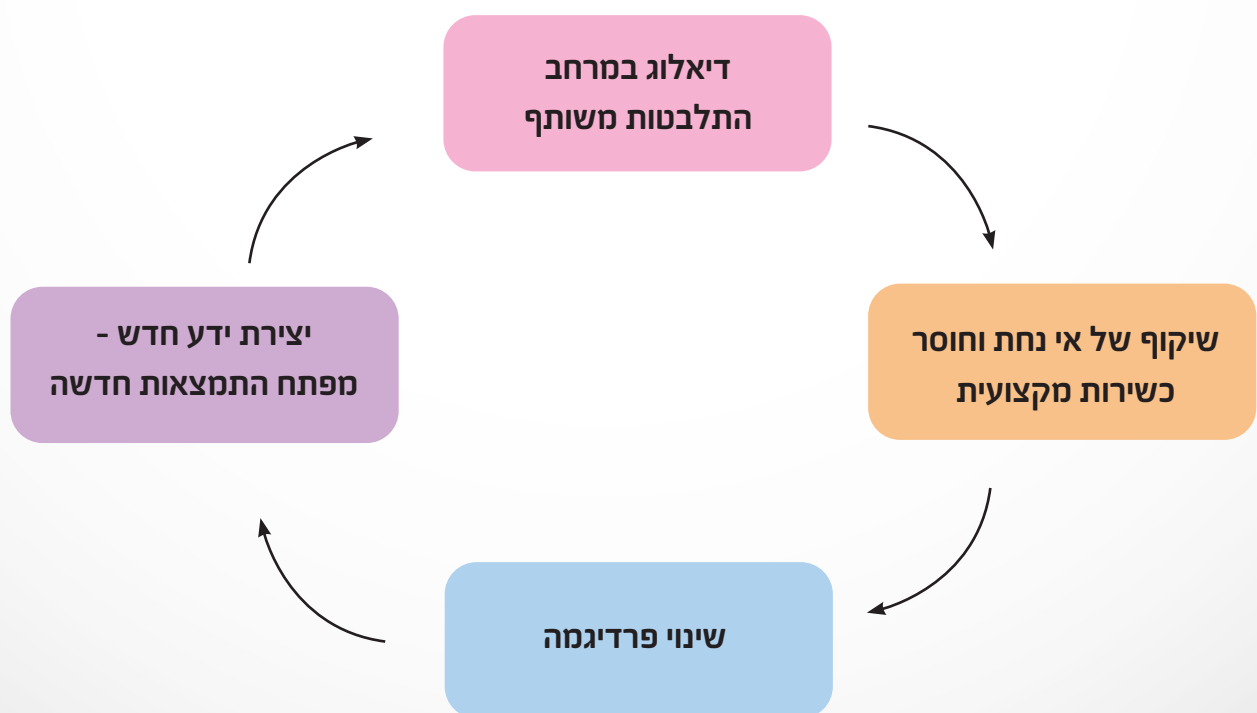 דיאלוג במרחב
התלבטות משותף
שיקוף של אי נחת וחוסר
כשירות מקצועית
שינוי פרדיגמה
יצירת ידע חדש -
מפתח התמצאות חדשה